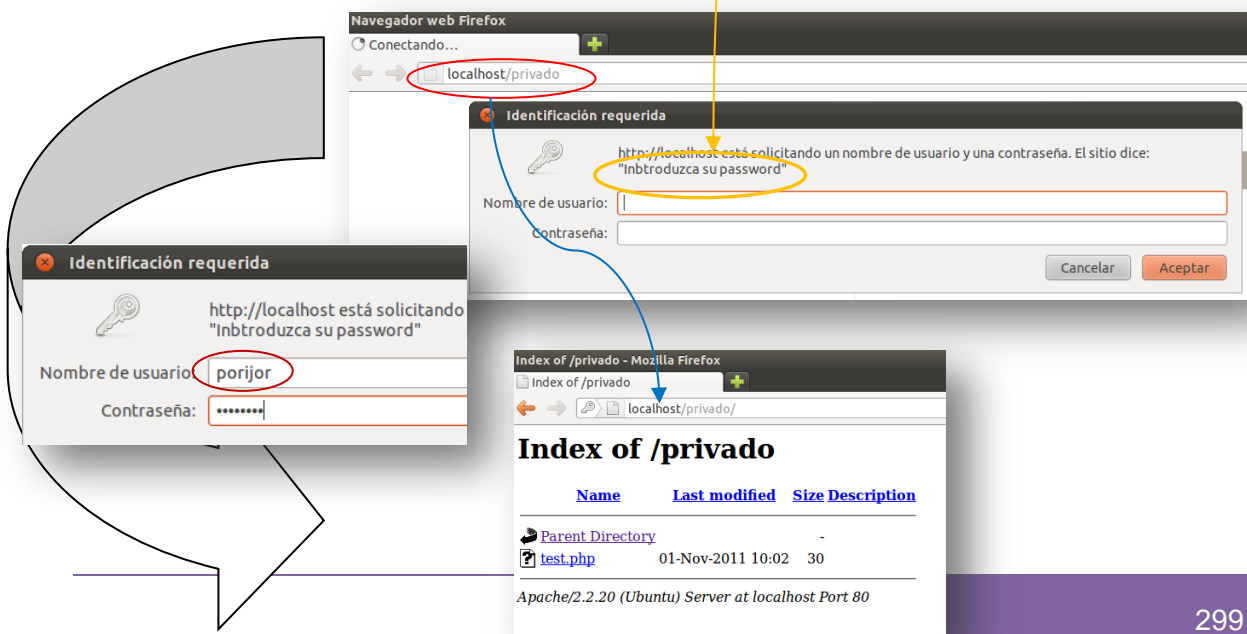 Navegador web Firefox
Conectando...
localhost/privado
Identificación requerida
http://localhost está solicitando un nombre de usuario y una contraseña. El sitio dice:
"Inbtroduzca su password"
Nombre de usuario:
Contraseña:
Cancelar
Aceptar
Identificación requerida
http://localhost está solicitando
"Inbtroduzca su password"
Nombre de usuario: porijor
Contraseña: ••••••••
Index of /privado - Mozilla Firefox
Index of /privado
localhost/privado/
Index of /privado
Name Last modified Size Description
Parent Directory -
test.php 01-Nov-2011 10:02 30
Apache/2.2.20 (Ubuntu) Server at localhost Port 80
299